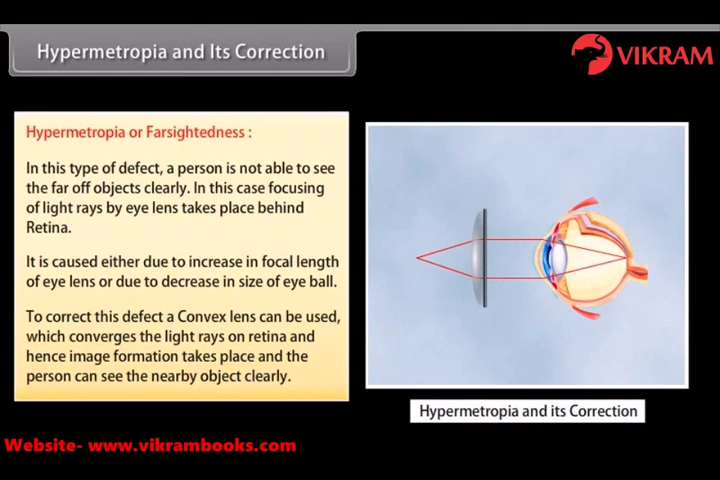 Hypermetropia and Its Correction
VIKRAM
Hypermetropia or Farsightedness :
In this type of defect, a person is not able to see
the far off objects clearly. In this case focusing
of light rays by eye lens takes place behind
Retina.
It is caused either due to increase in focal length
of eye lens or due to decrease in size of eye ball.
To correct this defect a Convex lens can be used,
which converges the light rays on retina and
hence image formation takes place and the
person can see the nearby object clearly.
Hypermetropia and its Correction
Website- www.vikrambooks.com